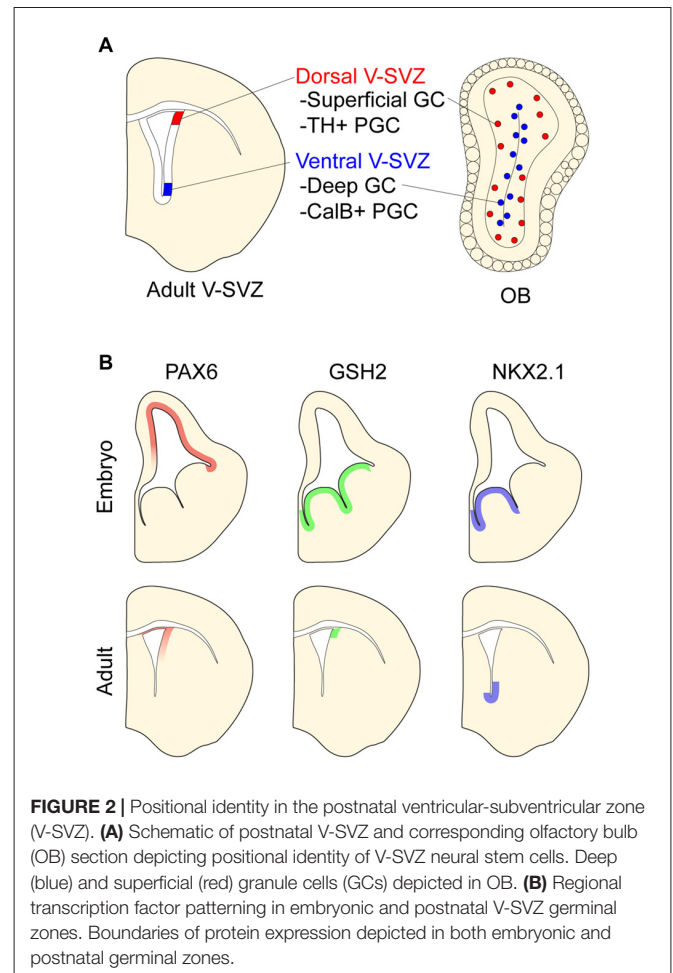 A
Dorsal V-SVZ
-Superficial GC
-TH+ PGC
Ventral V-SVZ
-Deep GC
-CalB+ PGC
Adult V-SVZ
OB
B
PAX6
GSH2
NKX2.1
Embryo
Adult
FIGURE 2 | Positional identity in the postnatal ventricular-subventricular zone
(V-SVZ). (A) Schematic of postnatal V-SVZ and corresponding olfactory bulb
(OB) section depicting positional identity of V-SVZ neural stem cells. Deep
(blue) and superficial (red) granule cells (GCs) depicted in OB. (B) Regional
transcription factor patterning in embryonic and postnatal V-SVZ germinal
zones. Boundaries of protein expression depicted in both embryonic and
postnatal germinal zones.